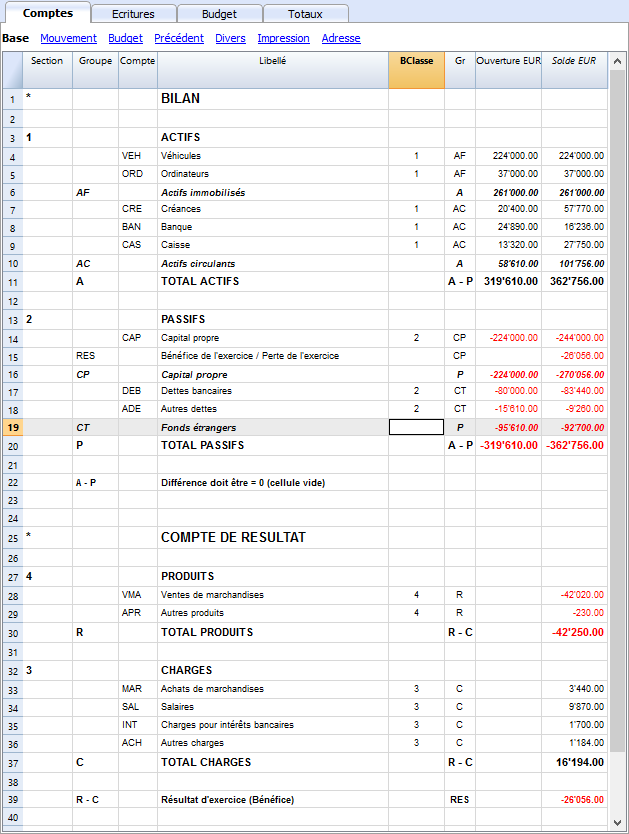 Comptes Ecritures Budget Totaux
Base Mouvement Budget Précédent Divers Impression Adresse
Section Groupe Compte Libellé BClasse Gr Ouverture EUR Solde EUR
1 * BILAN
2
3 1 ACTIFS
4 VEH Véhicules 1 AF 224'000.00 224'000.00
5 ORD Ordinateurs 1 AF 37'000.00 37'000.00
6 AF Actifs immobilisés A 261'000.00 261'000.00
7 CRE Créances 1 AC 20'400.00 57'770.00
8 BAN Banque 1 AC 24'890.00 16'236.00
9 CAS Caisse 1 AC 13'320.00 27'750.00
10 AC Actifs circulants A 58'610.00 101'756.00
11 A TOTAL ACTIFS A - P 319'610.00 362'756.00
12
13 2 PASSIFS
14 CAP Capital propre 2 CP -224'000.00 -244'000.00
15 RES Bénéfice de l'exercice / Perte de l'exercice CP -26'056.00
16 CP Capital propre P -224'000.00 -270'056.00
17 DEB Dettes bancaires 2 CT -80'000.00 -83'440.00
18 ADE Autres dettes 2 CT -15'610.00 -9'260.00
19 CT Fonds étrangers P -95'610.00 -92'700.00
20 P TOTAL PASSIFS A - P -319'610.00 -362'756.00
21
22 A - P Différence doit être = 0 (cellule vide)
23
24
25 * COMPTE DE RESULTAT
26
27 4 PRODUITS
28 VMA Ventes de marchandises 4 R -42'020.00
29 APR Autres produits 4 R -230.00
30 R TOTAL PRODUITS R - C -42'250.00
31
32 3 CHARGES
33 MAR Achats de marchandises 3 C 3'440.00
34 SAL Salaires 3 C 9'870.00
35 INT Charges pour intérêts bancaires 3 C 1'700.00
36 ACH Autres charges 3 C 1'184.00
37 C TOTAL CHARGES R - C 16'194.00
38
39 R - C Résultat d'exercice (Bénéfice) RES -26'056.00
40